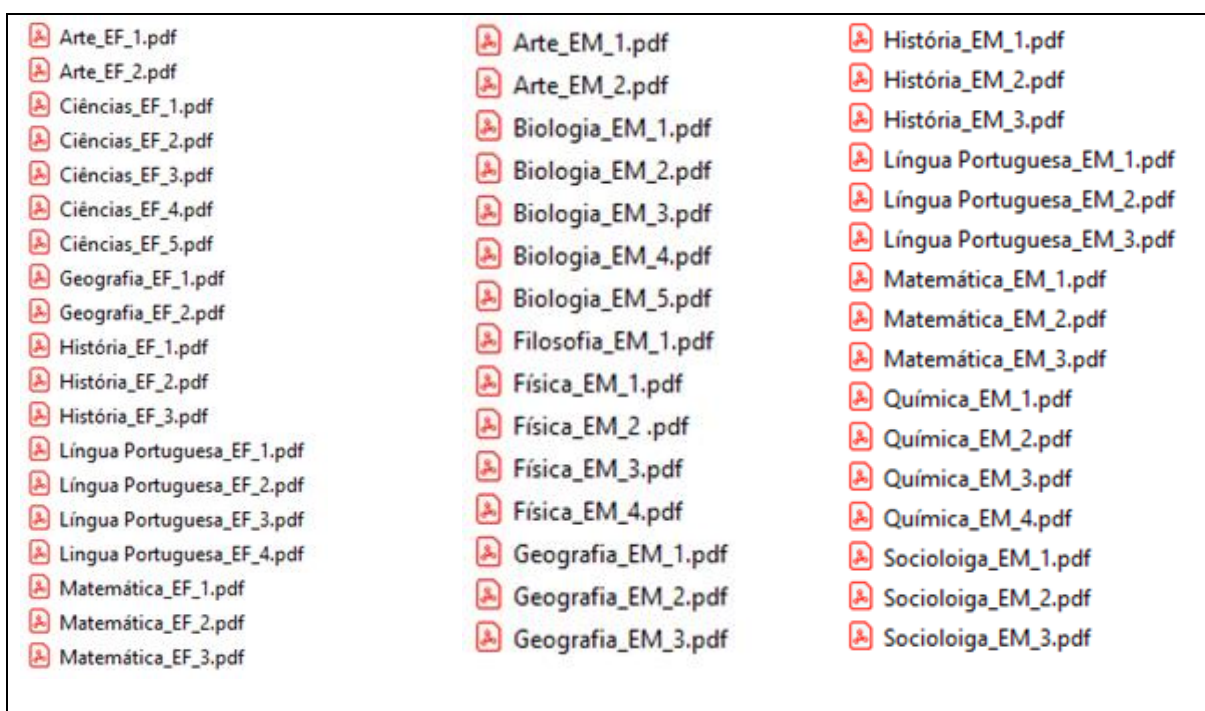 Arte_EF_1.pdf
Arte_EF_2.pdf
Ciências_EF_1.pdf
Ciências_EF_2.pdf
Ciências_EF_3.pdf
Ciências_EF_4.pdf
Ciências_EF_5.pdf
Geografia_EF_1.pdf
Geografia_EF_2.pdf
História_EF_1.pdf
História_EF_2.pdf
História_EF_3.pdf
Língua Portuguesa_EF_1.pdf
Língua Portuguesa_EF_2.pdf
Língua Portuguesa_EF_3.pdf
Lingua Portuguesa_EF_4.pdf
Matemática_EF_1.pdf
Matemática_EF_2.pdf
Matemática_EF_3.pdf
Arte_EM_1.pdf
Arte_EM_2.pdf
Biologia_EM_1.pdf
Biologia_EM_2.pdf
Biologia_EM_3.pdf
Biologia_EM_4.pdf
Biologia_EM_5.pdf
Filosofia_EM_1.pdf
Física_EM_1.pdf
Física_EM_2 .pdf
Física_EM_3.pdf
Física_EM_4.pdf
Geografia_EM_1.pdf
Geografia_EM_2.pdf
Geografia_EM_3.pdf
História_EM_1.pdf
História_EM_2.pdf
História_EM_3.pdf
Língua Portuguesa_EM_1.pdf
Língua Portuguesa_EM_2.pdf
Língua Portuguesa_EM_3.pdf
Matemática_EM_1.pdf
Matemática_EM_2.pdf
Matemática_EM_3.pdf
Química_EM_1.pdf
Química_EM_2.pdf
Química_EM_3.pdf
Química_EM_4.pdf
Socioloiga_EM_1.pdf
Socioloiga_EM_2.pdf
Socioloiga_EM_3.pdf